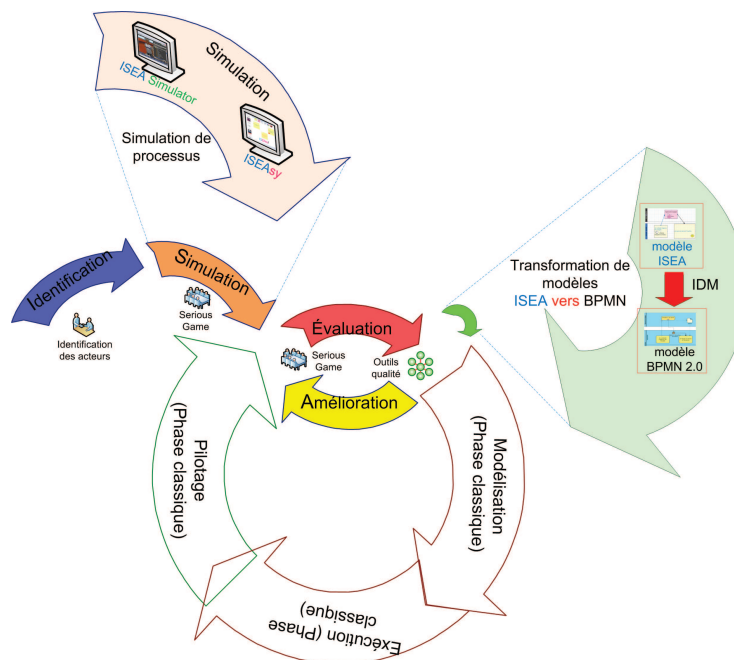 Simulation
ISEA Simulator
ISEAsy
Simulation de
processus
Identification
Identification
des acteurs
Simulation
Serious
Game
Évaluation
Serious
Game
Outils
qualité
Amélioration
Transformation de
modèles
ISEA vers BPMN
modèle
ISEA
IDM
modèle
BPMN 2.0
Modélisation
(Phase classique)
Exécution (Phase
classique)
Pilotage
(Phase classique)